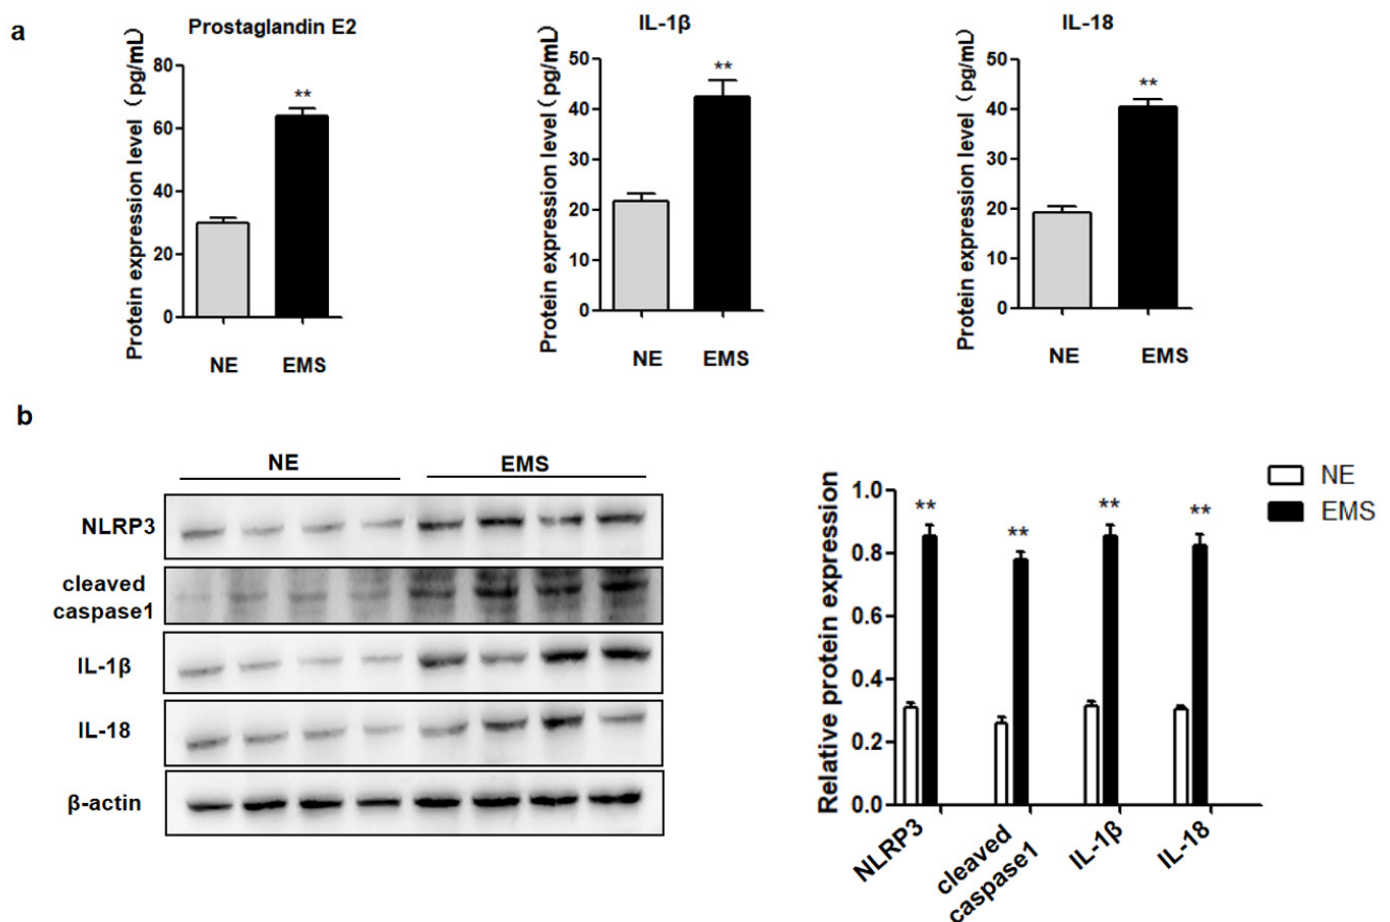 a
Prostaglandin E2
Protein expression level（pg/mL)
80
60
40
20
0
**
NE
EMS
IL-1β
Protein expression level（pg/mL)
50
40
30
20
10
0
**
NE
EMS
IL-18
Protein expression level（pg/mL)
50
40
30
20
10
0
**
NE
EMS
b
NE
EMS
NLRP3
cleaved
caspase1
IL-1β
IL-18
β-actin
Relative protein expression
1.0
0.8
0.6
0.4
0.2
0.0
**
**
**
**
NLRP3
cleaved
caspase1
IL-1β
IL-18
NE
EMS